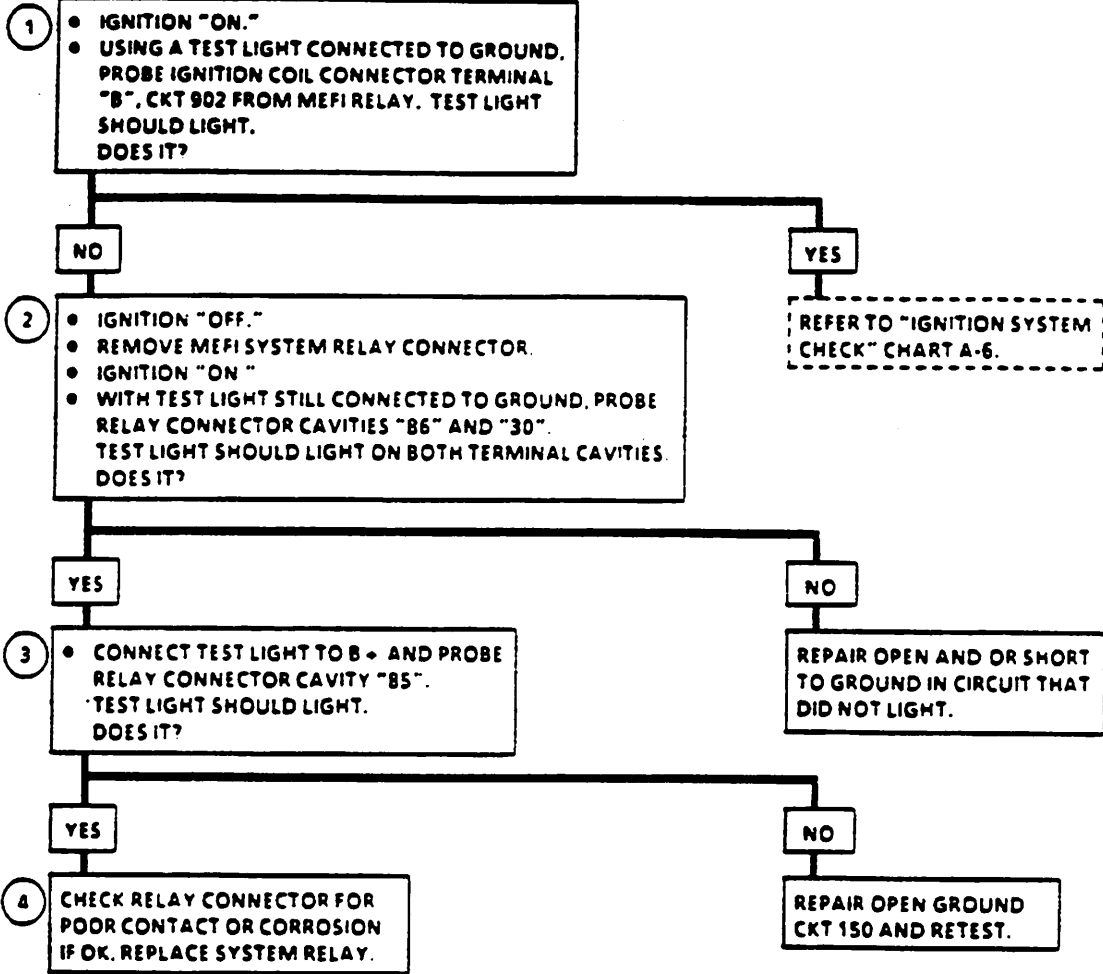 1
● IGNITION "ON."
● USING A TEST LIGHT CONNECTED TO GROUND,
PROBE IGNITION COIL CONNECTOR TERMINAL
"B", CKT 902 FROM MEFI RELAY. TEST LIGHT
SHOULD LIGHT.
DOES IT?
NO
YES
2
● IGNITION "OFF."
● REMOVE MEFI SYSTEM RELAY CONNECTOR.
● IGNITION "ON"
● WITH TEST LIGHT STILL CONNECTED TO GROUND, PROBE
RELAY CONNECTOR CAVITIES "86" AND "30".
TEST LIGHT SHOULD LIGHT ON BOTH TERMINAL CAVITIES.
DOES IT?
REFER TO "IGNITION SYSTEM
CHECK" CHART A-6.
YES
NO
3
● CONNECT TEST LIGHT TO B + AND PROBE
RELAY CONNECTOR CAVITY "85".
TEST LIGHT SHOULD LIGHT.
DOES IT?
REPAIR OPEN AND OR SHORT
TO GROUND IN CIRCUIT THAT
DID NOT LIGHT.
YES
NO
4
CHECK RELAY CONNECTOR FOR
POOR CONTACT OR CORROSION
IF OK, REPLACE SYSTEM RELAY.
REPAIR OPEN GROUND
CKT 150 AND RETEST.